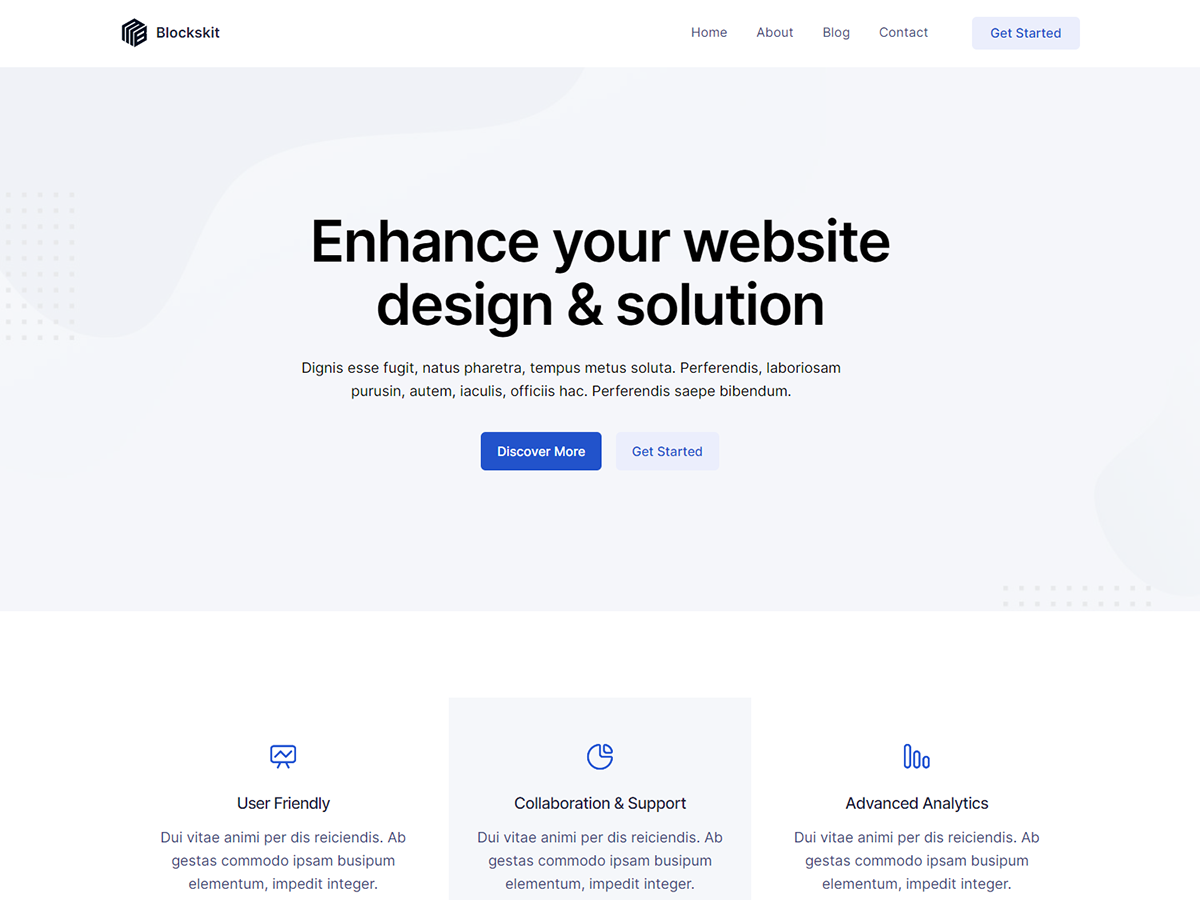 Blockskit
Home
About
Blog
Contact
Get Started
Enhance your website
design & solution
Dignis esse fugit, natus pharetra, tempus metus soluta. Perferendis, laboriosam
purusin, autem, iaculis, officiis hac. Perferendis saepe bibendum.
Discover More
Get Started
User Friendly
Dui vitae animi per dis reiciendis. Ab
gestas commodo ipsam busipum
elementum, impedit integer.
Collaboration & Support
Dui vitae animi per dis reiciendis. Ab
gestas commodo ipsam busipum
elementum, impedit integer.
Advanced Analytics
Dui vitae animi per dis reiciendis. Ab
gestas commodo ipsam busipum
elementum, impedit integer.